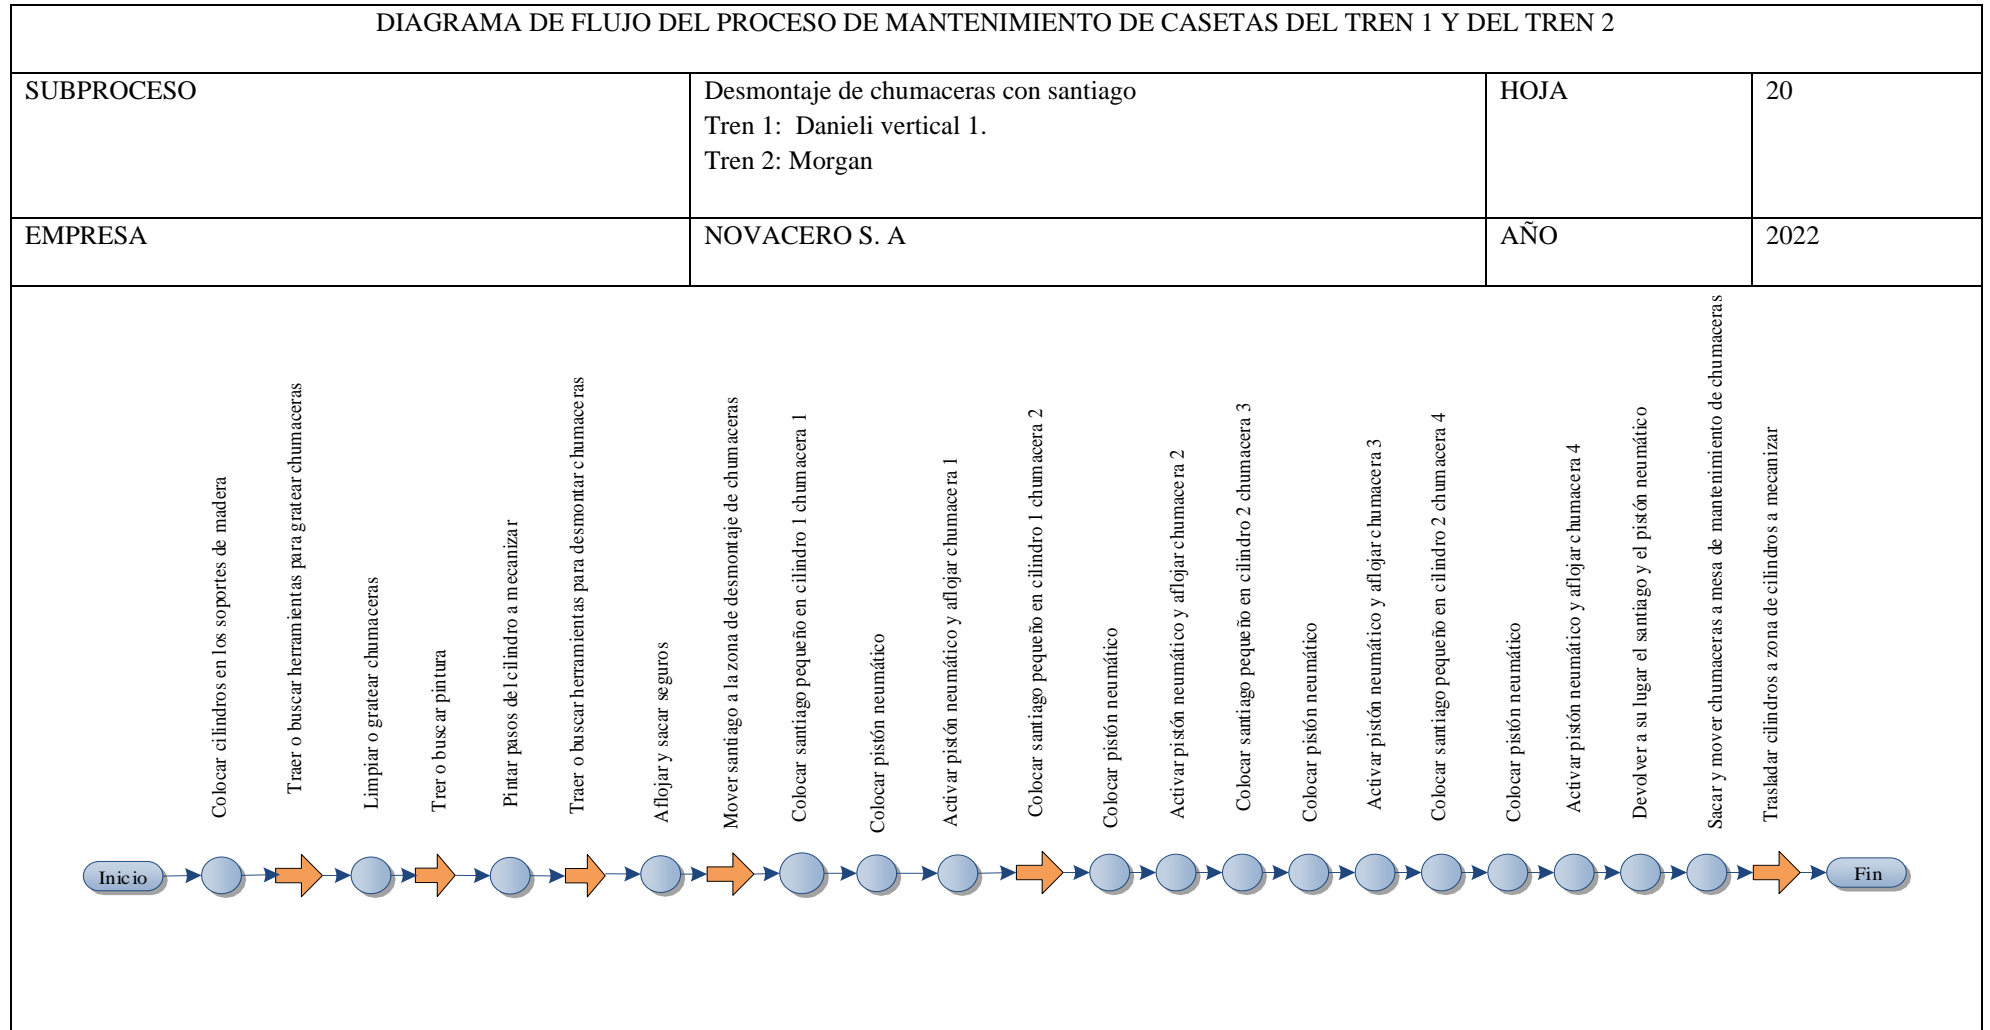 DIAGRAMA DE FLUJO DEL PROCESO DE MANTENIMIENTO DE CASETAS DEL TREN 1 Y DEL TREN 2
SUBPROCESO
Desmontaje de chumaceras con santiago
Tren 1: Danieli vertical 1.
Tren 2: Morgan
HOJA
20
EMPRESA
NOVACERO S. A
AÑO
2022
Colocar cilindros en los soportes de madera
Traer o buscar herramientas para gratear chumaceras
Limpiar o gratear chumaceras
Trer o buscar pintura
Pintar pasos del cilindro a mecanizar
Traer o buscar herramientas para desmontar chumaceras
Aflojar y sacar seguros
Mover santiago a la zona de desmontaje de chumaceras
Colocar santiago pequeño en cilindro 1 chumacera 1
Colocar pistón neumático
Activar pistón neumático y aflojar chumacera 1
Colocar santiago pequeño en cilindro 1 chumacera 2
Colocar pistón neumático
Activar pistón neumático y aflojar chumacera 2
Colocar santiago pequeño en cilindro 2 chumacera 3
Colocar pistón neumático
Activar pistón neumático y aflojar chumacera 3
Colocar santiago pequeño en cilindro 2 chumacera 4
Colocar pistón neumático
Activar pistón neumático y aflojar chumacera 4
Devolver a su lugar el santiago y el pistón neumático
Sacar y mover chumaceras a mesa de mantenimiento de chumaceras
Trasladar cilindros a zona de cilindros a mecanizar
Inicio
Fin